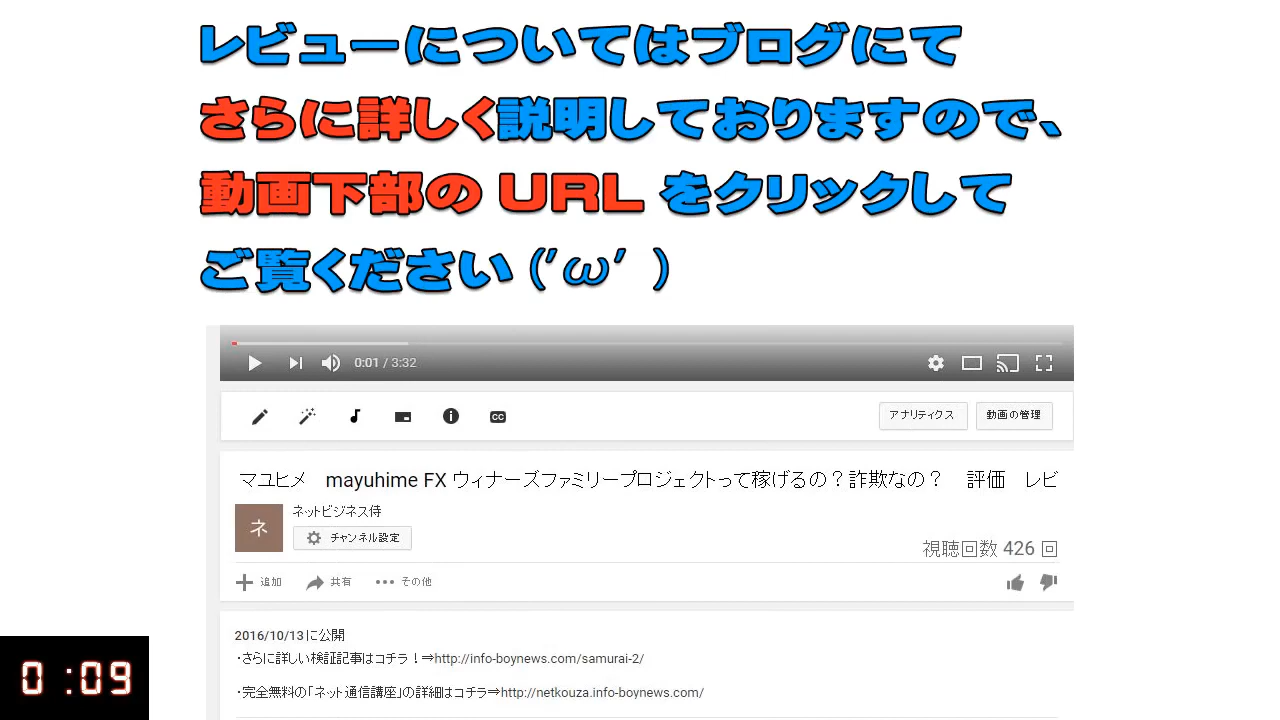 レビューについてはブログにて
さらに詳しく説明しておりますので、
動画下部の URL をクリックして
ご覧ください ('ω' )
0:01 / 3:32
CC
アナリティクス 動画の管理
マユヒメ　mayuhime FX ウィナーズファミリープロジェクトって稼げるの？詐欺なの？　評価　レビ
ネ
ネットビジネス侍
チャンネル設定
視聴回数 426 回
追加 共有 その他
2016/10/13 に公開
・さらに詳しい検証記事はコチラ！⇒http://info-boynews.com/samurai-2/
・完全無料の「ネット通信講座」の詳細はコチラ⇒http://netkouza.info-boynews.com/
0:09